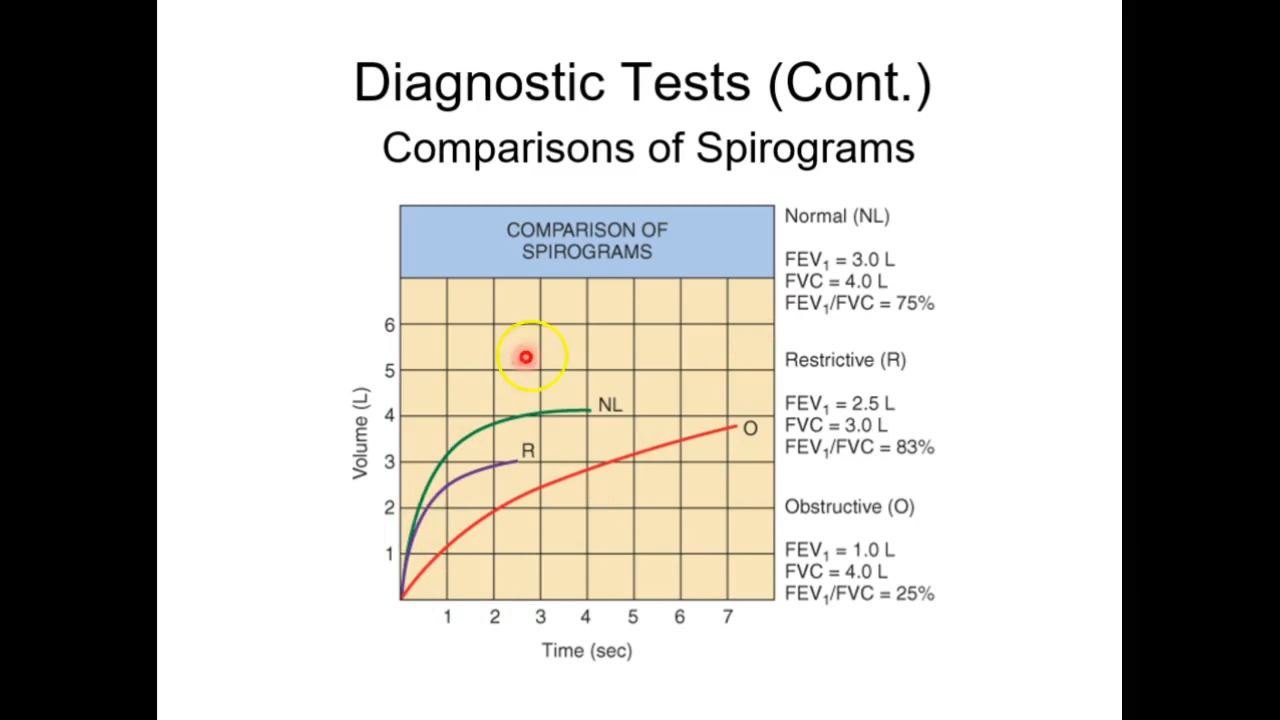 Diagnostic Tests (Cont.)
Comparisons of Spirograms
COMPARISON OF
SPIROGRAMS
6
5
4
3
2
1
Volume (L)
NL
R
O
1 2 3 4 5 6 7
Time (sec)
Normal (NL)
FEV₁ = 3.0 L
FVC = 4.0 L
FEV₁/FVC = 75%
Restrictive (R)
FEV₁ = 2.5 L
FVC = 3.0 L
FEV₁/FVC = 83%
Obstructive (O)
FEV₁ = 1.0 L
FVC = 4.0 L
FEV₁/FVC = 25%